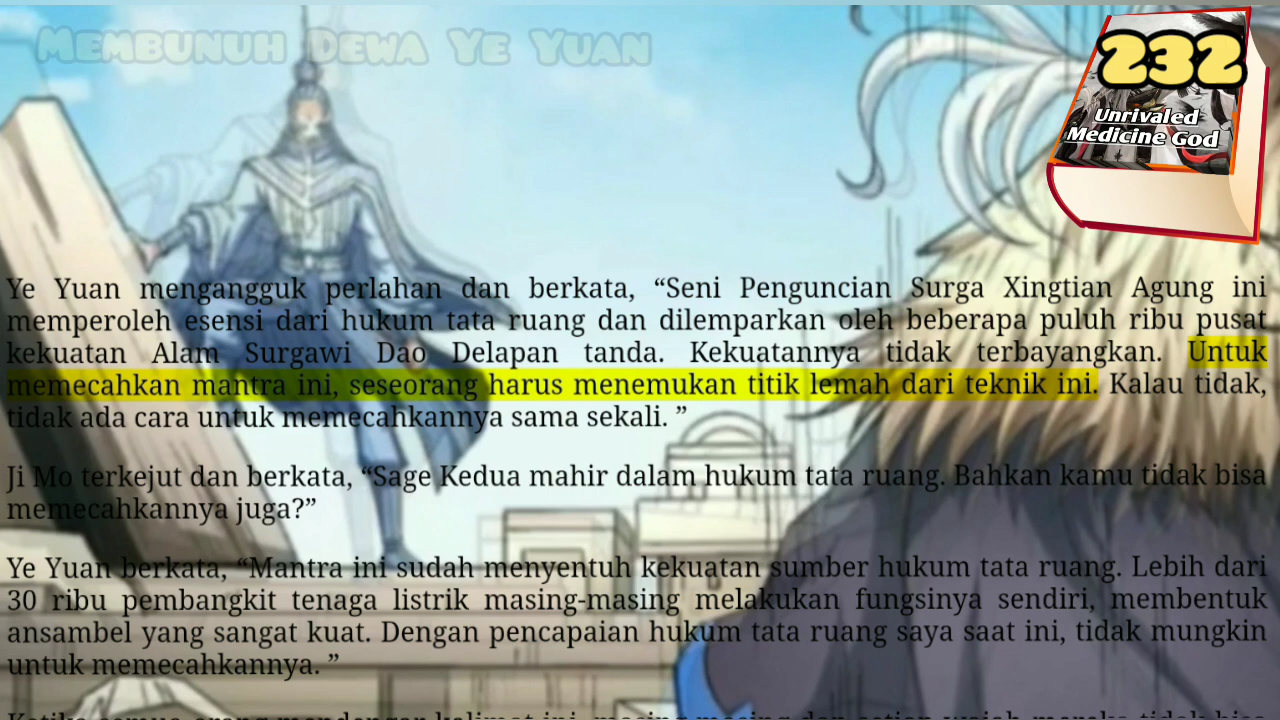 Membunuh Dewa Ye Yuan
232
Unrivaled
Medicine God
Ye Yuan mengangguk perlahan dan berkata, “Seni Penguncian Surga Xingtian Agung ini
memperoleh esensi dari hukum tata ruang dan dilemparkan oleh beberapa puluh ribu pusat
kekuatan Alam Surgawi Dao Delapan tanda. Kekuatannya tidak terbayangkan. Untuk
memecahkan mantra ini, seseorang harus menemukan titik lemah dari teknik ini. Kalau tidak,
tidak ada cara untuk memecahkannya sama sekali. ”
Ji Mo terkejut dan berkata, “Sage Kedua mahir dalam hukum tata ruang. Bahkan kamu tidak bisa
memecahkannya juga?”
Ye Yuan berkata, “Mantra ini sudah menyentuh kekuatan sumber hukum tata ruang. Lebih dari
30 ribu pembangkit tenaga listrik masing-masing melakukan fungsinya sendiri, membentuk
ansambel yang sangat kuat. Dengan pencapaian hukum tata ruang saya saat ini, tidak mungkin
untuk memecahkannya. ”